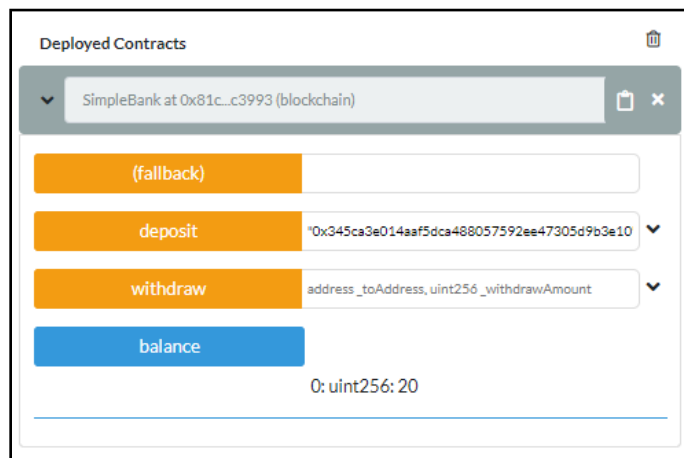 Deployed Contracts
SimpleBank at 0x81c...c3993 (blockchain)
(fallback)
deposit "0x345ca3e014aaf5dca488057592ee47305d9b3e10
withdraw address _toAddress, uint256 _withdrawAmount
balance
0: uint256: 20